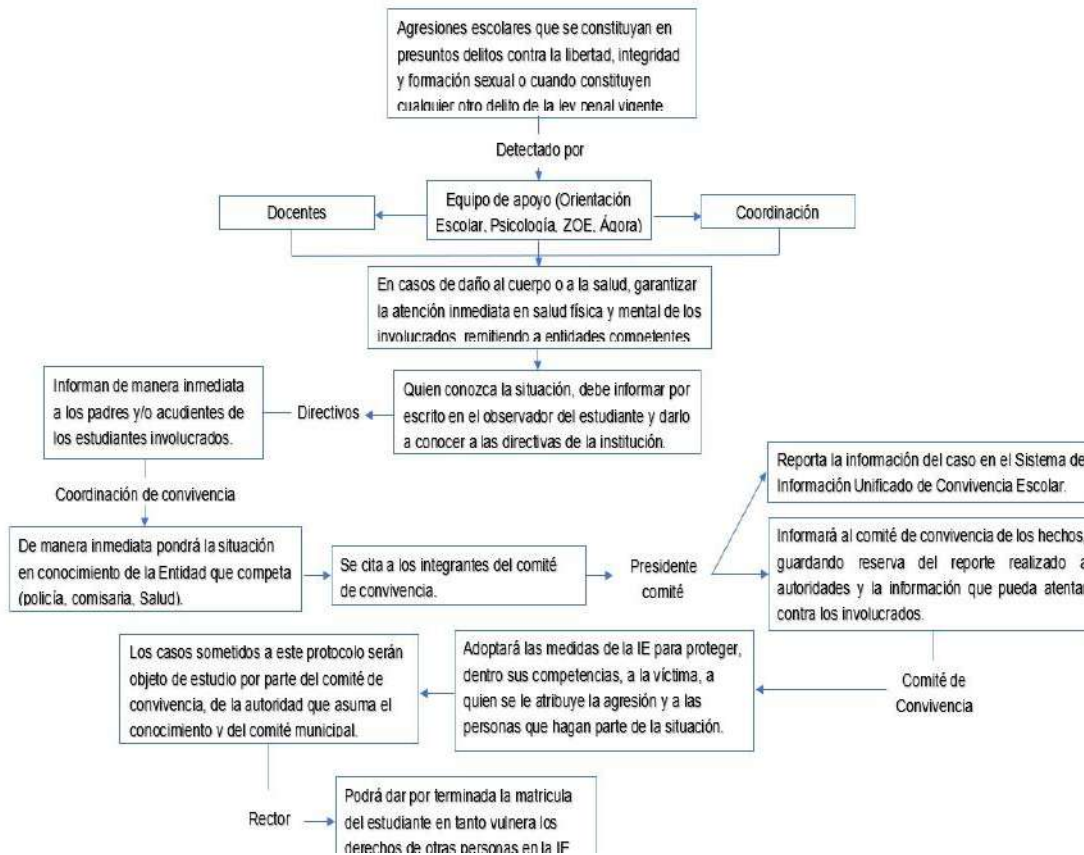 Agresiones escolares que se constituyan en
presuntos delitos contra la libertad, integridad
y formación sexual o cuando constituyen
cualquier otro delito de la ley penal vigente
Detectado por
Docentes
Equipo de apoyo (Orientación
Escolar, Psicología, ZOE, Ágora)
Coordinación
En casos de daño al cuerpo o a la salud, garantizar
la atención inmediata en salud física y mental de los
involucrados, remitiendo a entidades competentes
Quien conozca la situación, debe informar por
escrito en el observador del estudiante y darlo
a conocer a las directivas de la institución.
Directivos
Informan de manera inmediata
a los padres y/o acudientes de
los estudiantes involucrados.
Coordinación de convivencia
De manera inmediata pondrá la situación
en conocimiento de la Entidad que competa
(policía, comisaria, Salud).
Se cita a los integrantes del comité
de convivencia.
Presidente
comité
Reporta la información del caso en el Sistema de
Información Unificado de Convivencia Escolar.
Informará al comité de convivencia de los hechos,
guardando reserva del reporte realizado a
autoridades y la información que pueda atentar
contra los involucrados.
Comité de
Convivencia
Adoptará las medidas de la IE para proteger,
dentro sus competencias, a la víctima, a
quien se le atribuye la agresión y a las
personas que hagan parte de la situación.
Los casos sometidos a este protocolo serán
objeto de estudio por parte del comité de
convivencia, de la autoridad que asuma el
conocimiento y del comité municipal.
Rector
Podrá dar por terminada la matricula
del estudiante en tanto vulnera los
derechos de otras personas en la IE